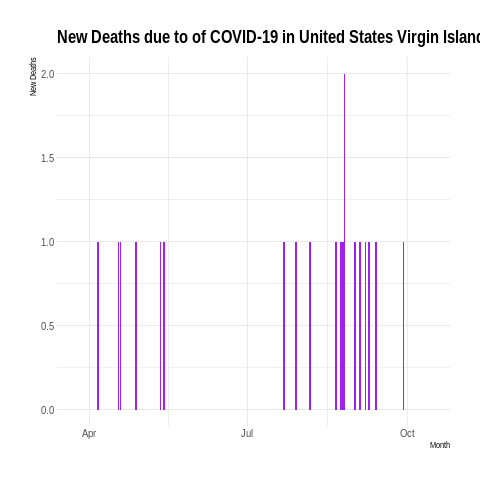 New Deaths due to of COVID-19 in United States Virgin Island
New Deaths
2.0
1.5
1.0
0.5
0.0
Apr
Jul
Oct
Month